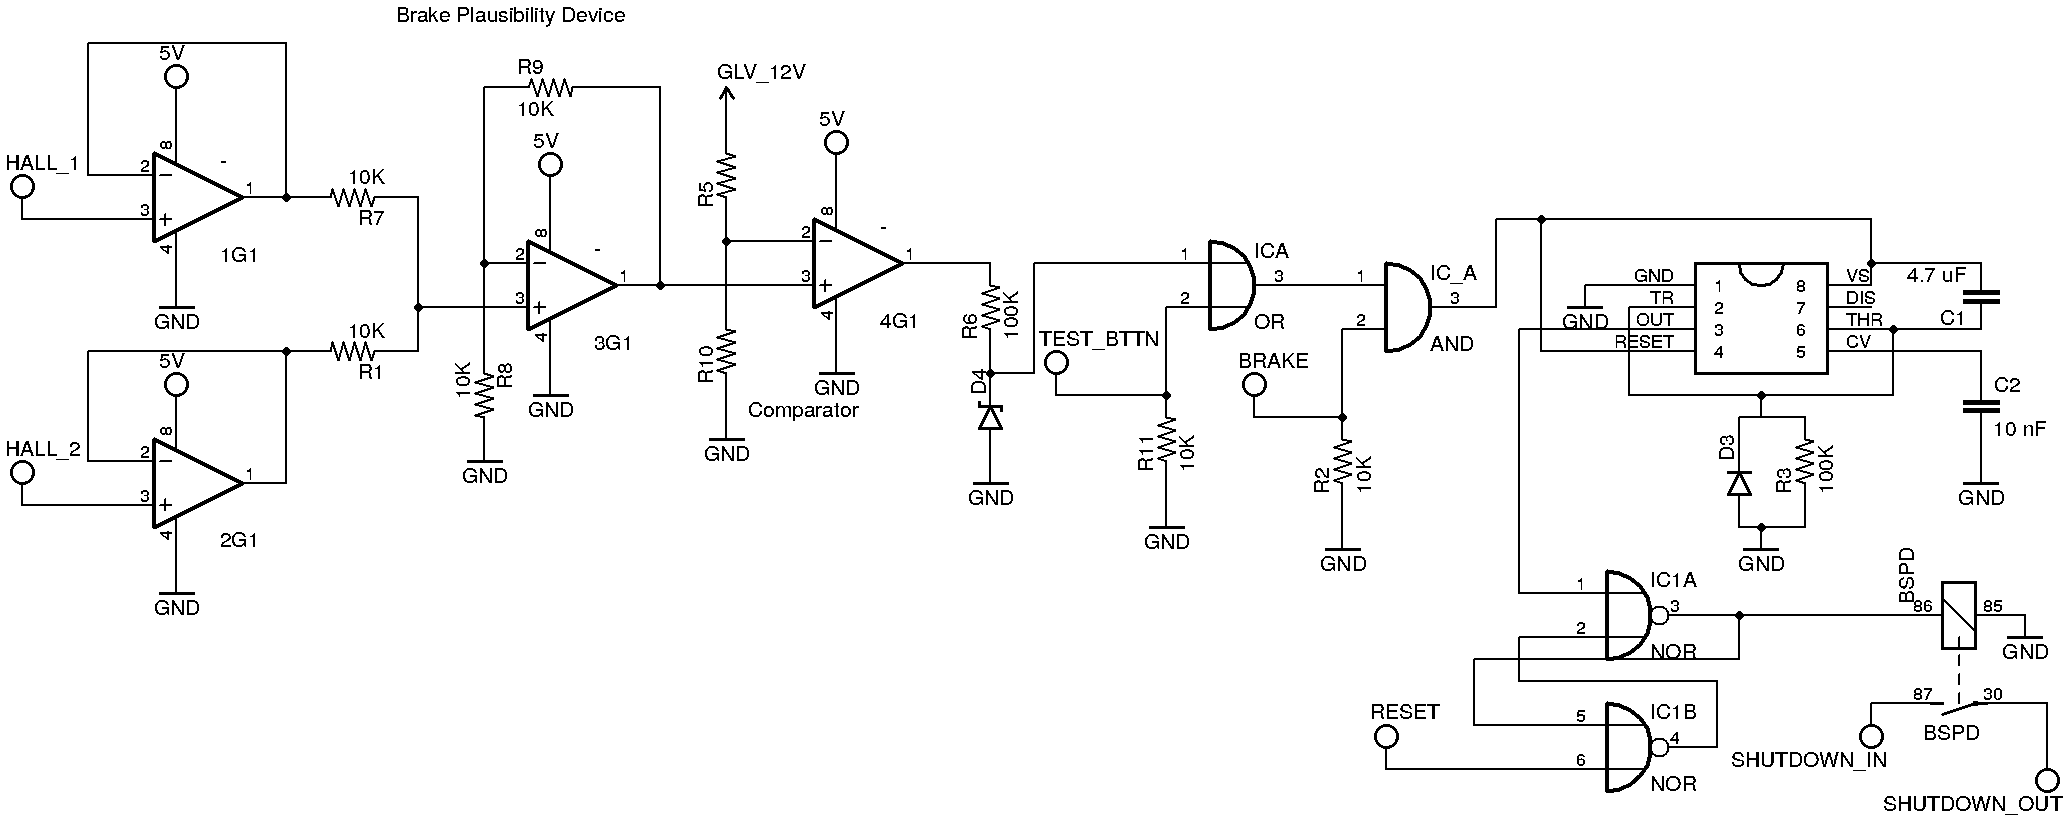 Brake Plausibility Device
5V
HALL_1
2
3
8
4
1
-
1G1
GND
10K
R7
10K
R1
5V
HALL_2
2
3
8
4
1
2G1
GND
R9
10K
5V
2
3
8
4
1
-
3G1
GND
10K
R8
GND
GLV_12V
R5
R10
GND
5V
2
3
8
4
1
-
4G1
GND
Comparator
R6
100K
D4
GND
TEST_BTTN
R11
10K
GND
1
2
3
ICA
OR
BRAKE
R2
10K
GND
1
2
3
IC_A
AND
GND
GND
TR
OUT
RESET
1
2
3
4
8
7
6
5
VS
DIS
THR
CV
4.7 uF
C1
C2
10 nF
GND
D3
R3
100K
GND
1
2
3
IC1A
NOR
RESET
5
6
4
IC1B
NOR
BSPD
86
85
GND
87
30
BSPD
SHUTDOWN_IN
SHUTDOWN_OUT